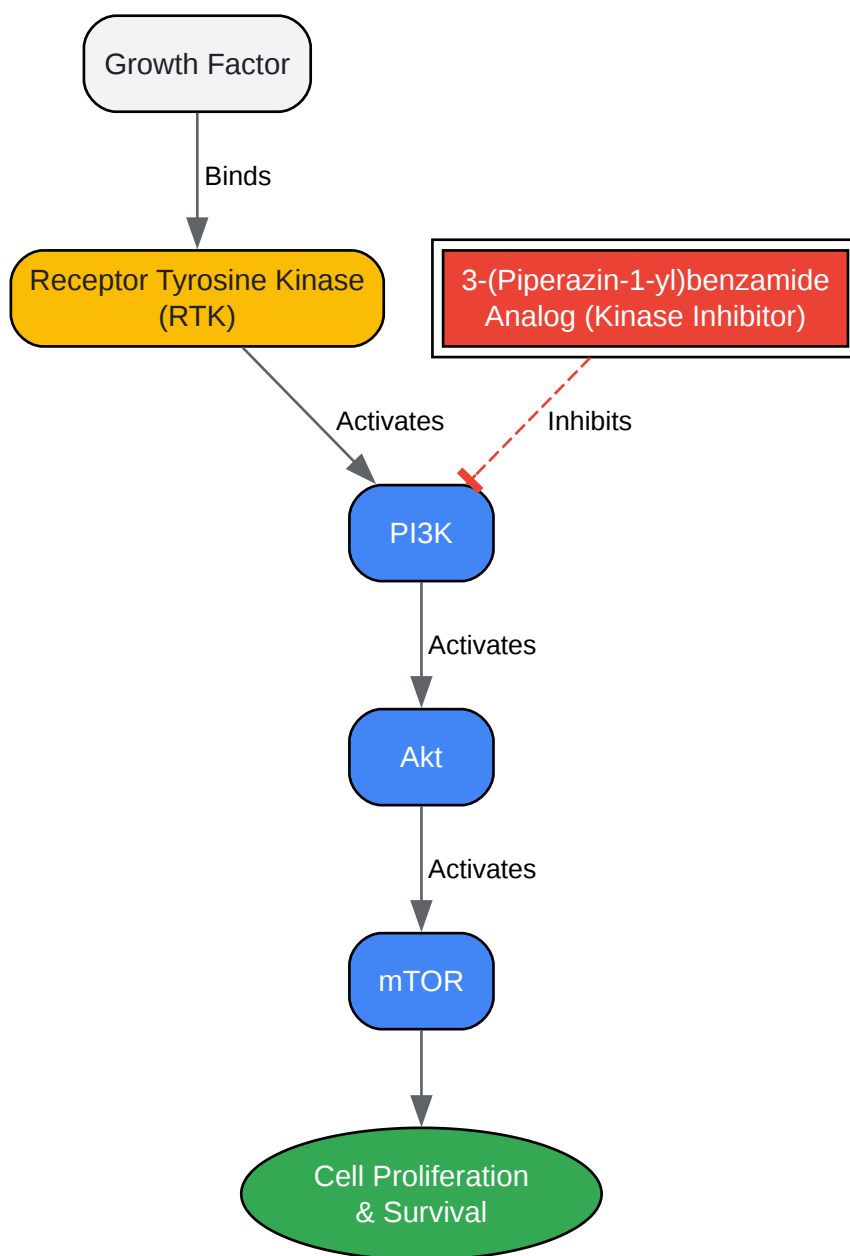 Growth Factor
Binds
Receptor Tyrosine Kinase
(RTK)
3-(Piperazin-1-yl)benzamide
Analog (Kinase Inhibitor)
Activates
Inhibits
PI3K
Activates
Akt
Activates
mTOR
Cell Proliferation
& Survival